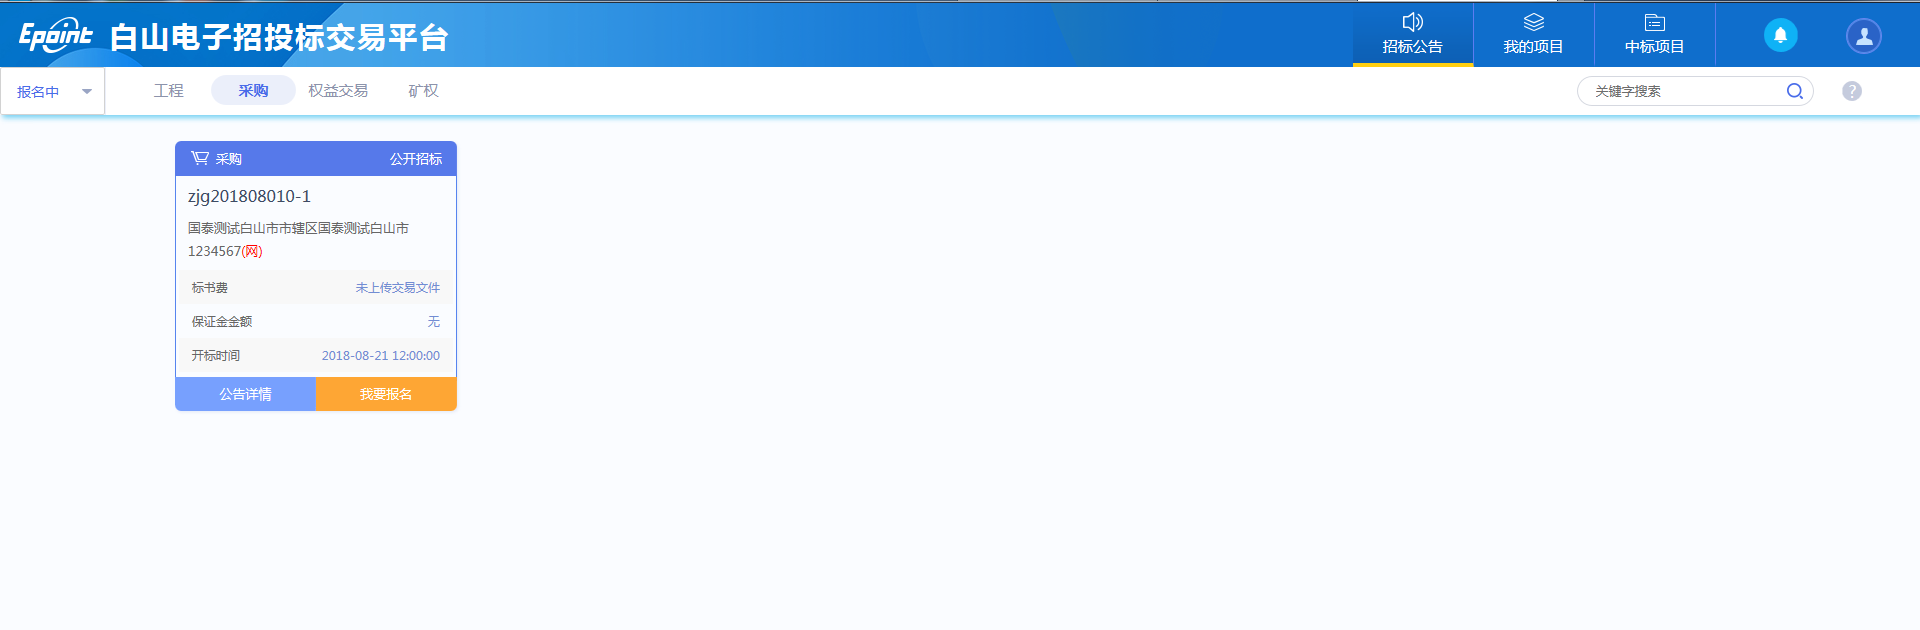 Epoint 白山电子招投标交易平台
招标公告 我的项目 中标项目
报名中 工程 采购 权益交易 矿权 关键字搜索 ?
采购 公开招标
zjg201808010-1
国泰测试白山市市辖区国泰测试白山市
1234567(网)
标书费 未上传交易文件
保证金金额 无
开标时间 2018-08-21 12:00:00
公告详情 我要报名